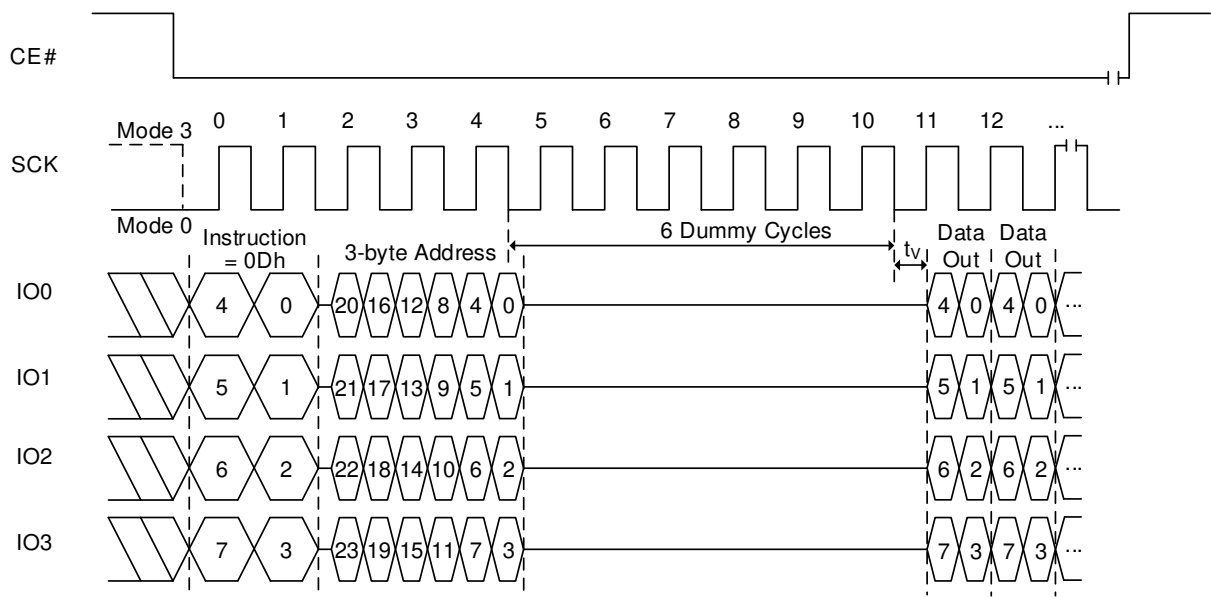 CE#
0 1 2 3 4 5 6 7 8 9 10 11 12 ...
Mode 3
SCK
Mode 0
Instruction = 0Dh
3-byte Address
6 Dummy Cycles
tV
Data Out
Data Out
IO0
4 0 20 16 12 8 4 0 4 0 4 0 ...
IO1
5 1 21 17 13 9 5 1 5 1 5 1 ...
IO2
6 2 22 18 14 10 6 2 6 2 6 2 ...
IO3
7 3 23 19 15 11 7 3 7 3 7 3 ...